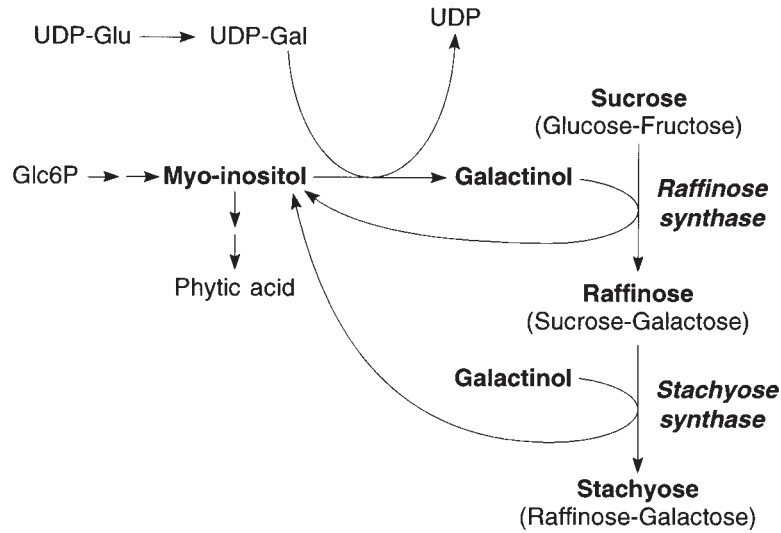 UDP
UDP-Glu UDP-Gal
Sucrose
(Glucose-Fructose)
Glc6P Myo-inositol Galactinol
Raffinose
synthase
Phytic acid
Raffinose
(Sucrose-Galactose)
Galactinol
Stachyose
synthase
Stachyose
(Raffinose-Galactose)